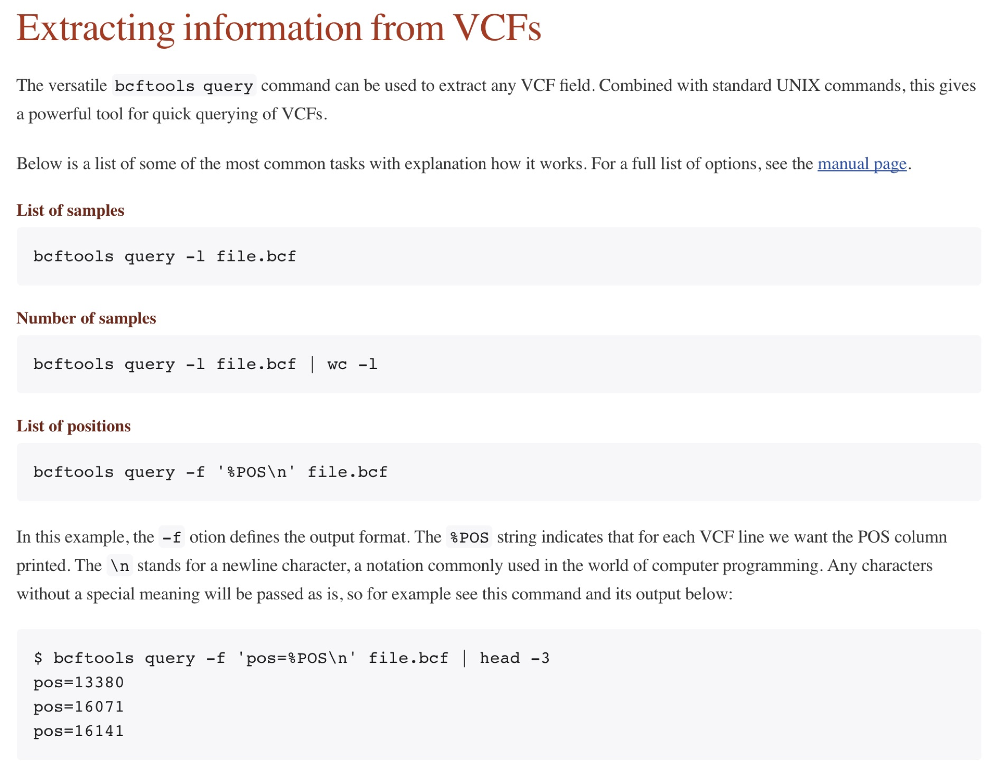 Extracting information from VCFs
The versatile bcftools query command can be used to extract any VCF field. Combined with standard UNIX commands, this gives
a powerful tool for quick querying of VCFs.
Below is a list of some of the most common tasks with explanation how it works. For a full list of options, see the manual page.
List of samples
bcftools query -l file.bcf
Number of samples
bcftools query -l file.bcf | wc -l
List of positions
bcftools query -f '%POS\n' file.bcf
In this example, the -f otion defines the output format. The %POS string indicates that for each VCF line we want the POS column
printed. The \n stands for a newline character, a notation commonly used in the world of computer programming. Any characters
without a special meaning will be passed as is, so for example see this command and its output below:
$ bcftools query -f 'pos=%POS\n' file.bcf | head -3
pos=13380
pos=16071
pos=16141